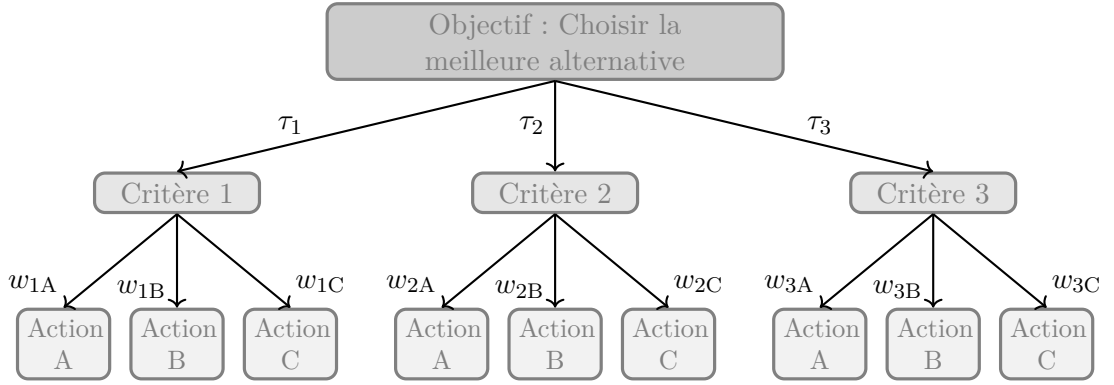 Objectif : Choisir la
meilleure alternative
τ₁ τ₂ τ₃
Critère 1 Critère 2 Critère 3
w₁A w₁B w₁C w₂A w₂B w₂C w₃A w₃B w₃C
Action Action Action Action Action Action Action Action Action
A B C A B C A B C